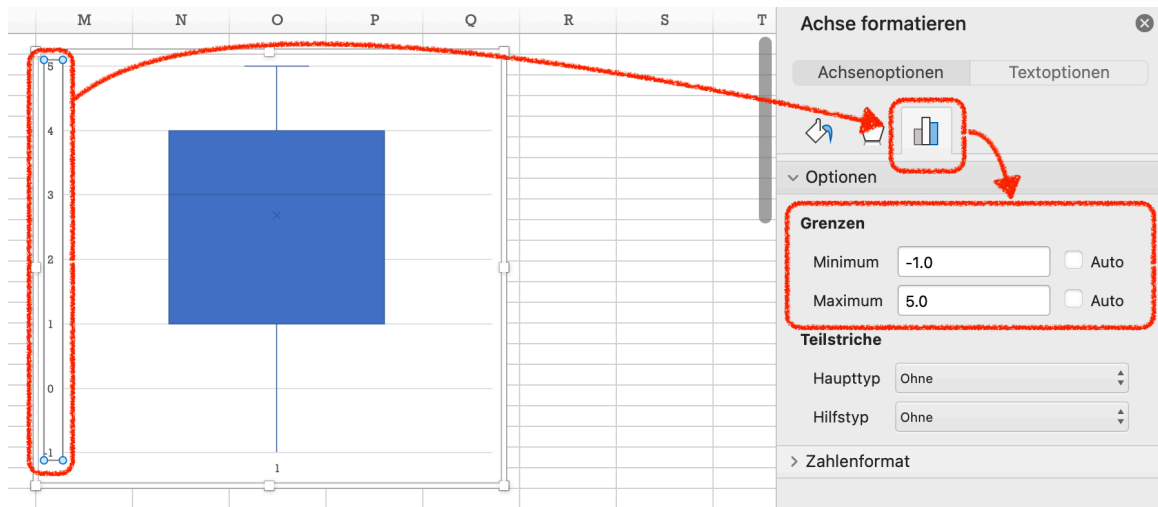 M N O P Q R S T
5
4
3
2
1
0
-1
1
Achse formatieren
Achsenoptionen Textoptionen
Optionen
Grenzen
Minimum -1.0 Auto
Maximum 5.0 Auto
Teilstriche
Haupttyp Ohne
Hilfstyp Ohne
Zahlenformat